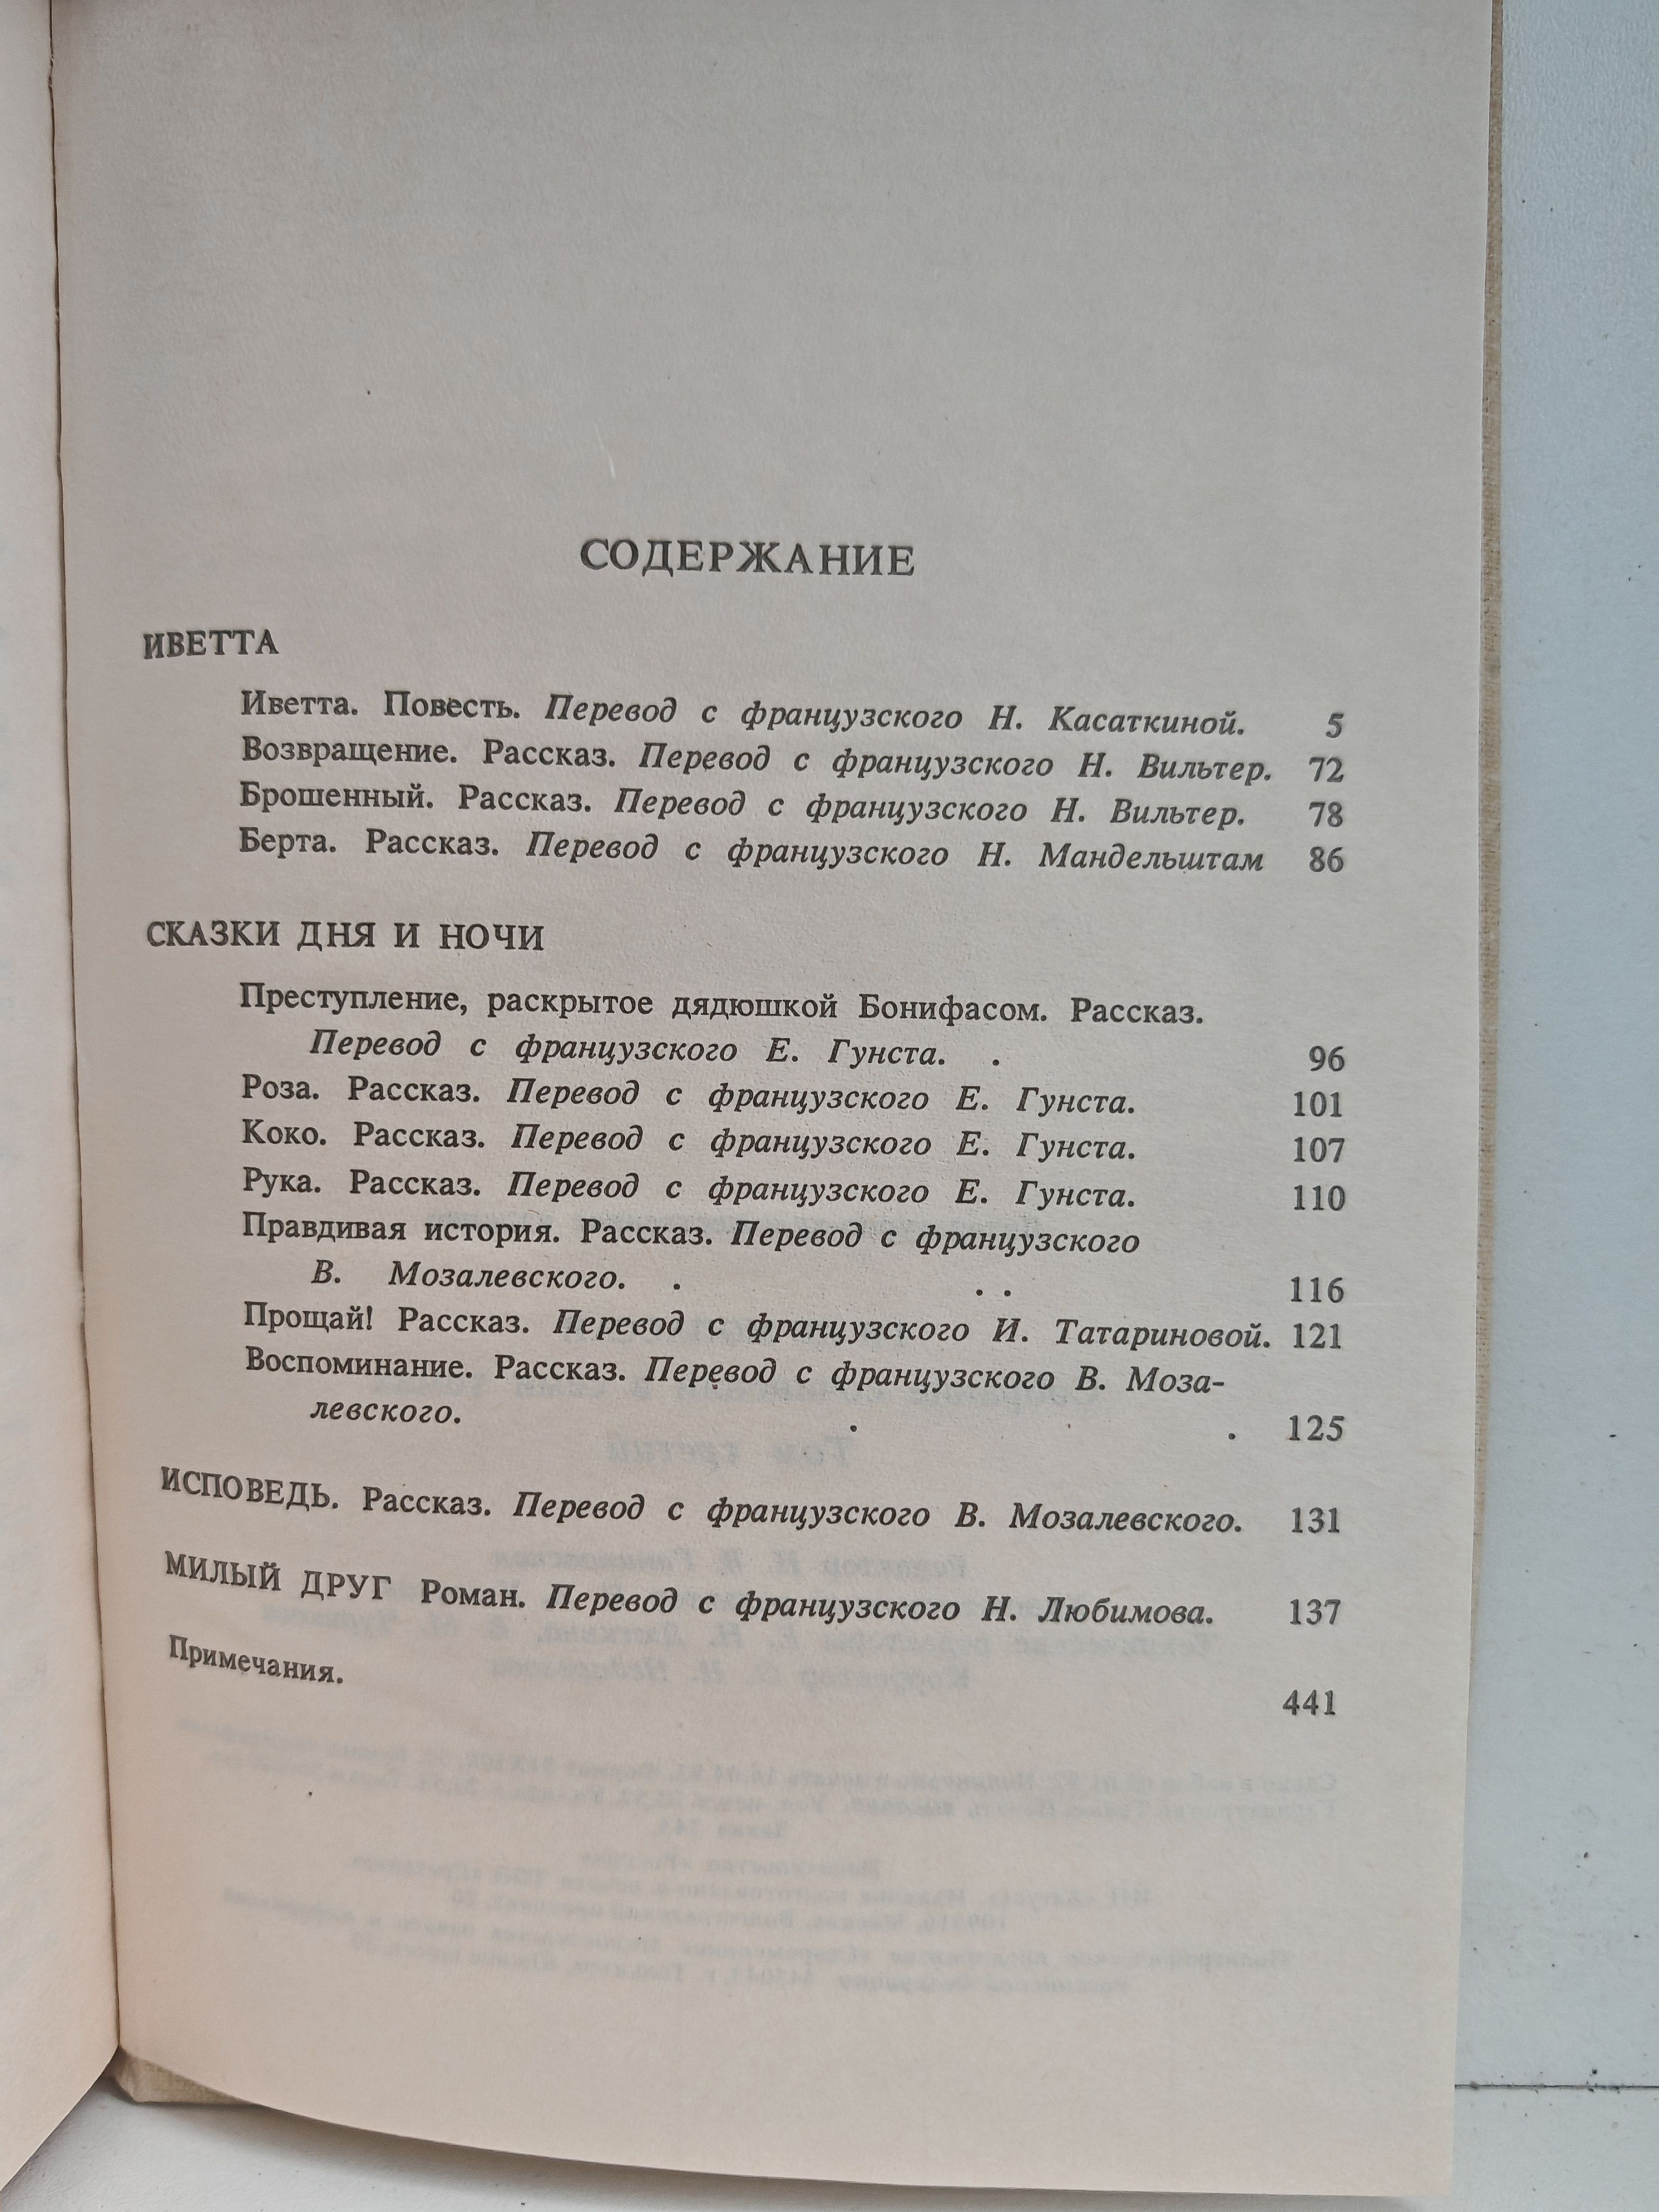 СОДЕРЖАНИЕ
ИВЕТТА
Иветта. Повесть. Перевод с французского Н. Касаткиной. 5
Возвращение. Рассказ. Перевод с французского Н. Вильтер. 72
Брошенный. Рассказ. Перевод с французского Н. Вильтер. 78
Берта. Рассказ. Перевод с французского Н. Мандельштам 86
СКАЗКИ ДНЯ И НОЧИ
Преступление, раскрытое дядюшкой Бонифасом. Рассказ.
Перевод с французского Е. Гунста. . 96
Роза. Рассказ. Перевод с французского Е. Гунста. 101
Коко. Рассказ. Перевод с французского Е. Гунста. 107
Рука. Рассказ. Перевод с французского Е. Гунста. 110
Правдивая история. Рассказ. Перевод с французского
В. Мозалевского. . . . 116
Прощай! Рассказ. Перевод с французского И. Татариновой. 121
Воспоминание. Рассказ. Перевод с французского В. Моза-
левского. . . 125
ИСПОВЕДЬ. Рассказ. Перевод с французского В. Мозалевского. 131
МИЛЫЙ ДРУГ Роман. Перевод с французского Н. Любимова. 137
Примечания. 441